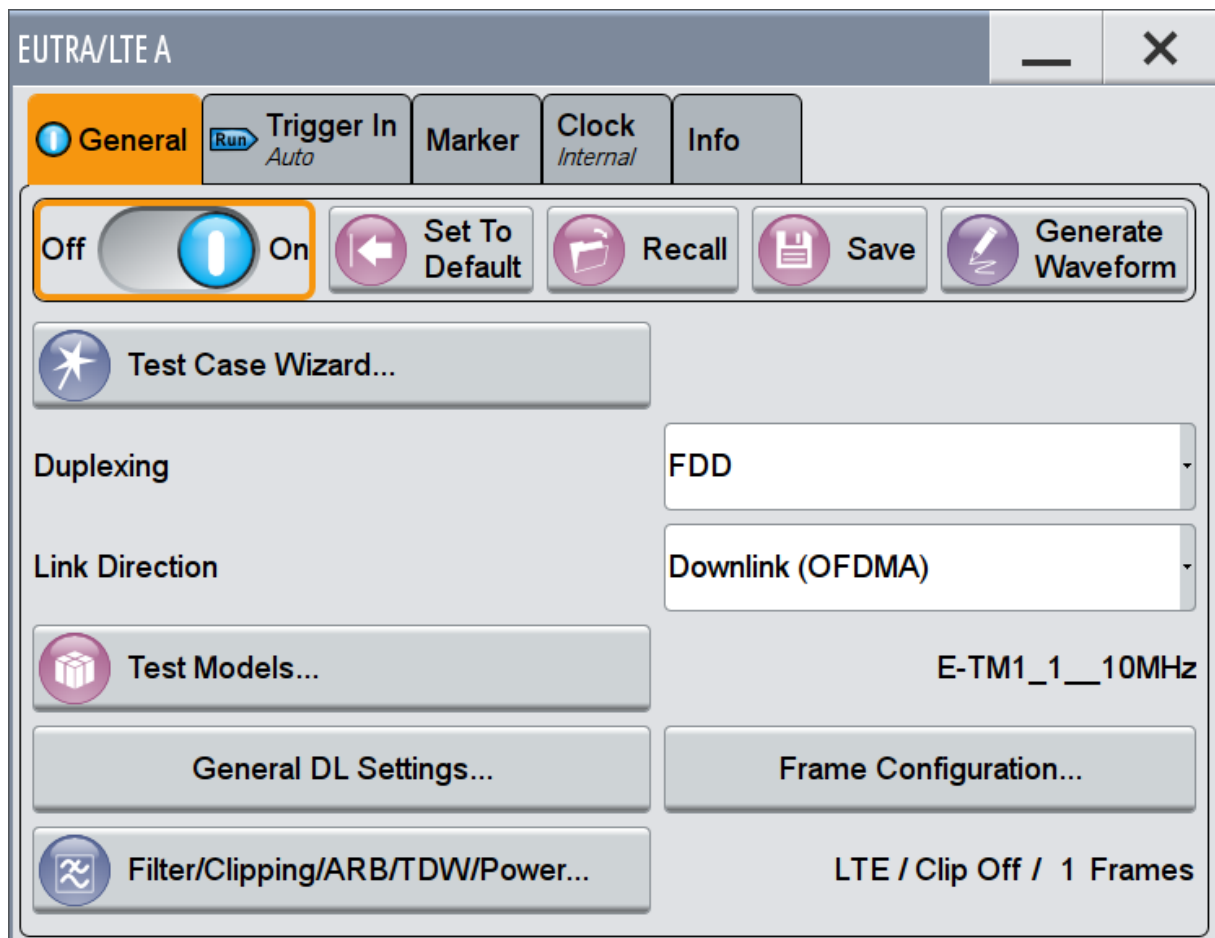 EUTRA/LTE A
General
Run
Trigger In
Auto
Marker
Clock
Internal
Info
Off
On
Set To
Default
Recall
Save
Generate
Waveform
Test Case Wizard...
Duplexing
FDD
Link Direction
Downlink (OFDMA)
Test Models...
E-TM1_1__10MHz
General DL Settings...
Frame Configuration...
Filter/Clipping/ARB/TDW/Power...
LTE / Clip Off / 1 Frames